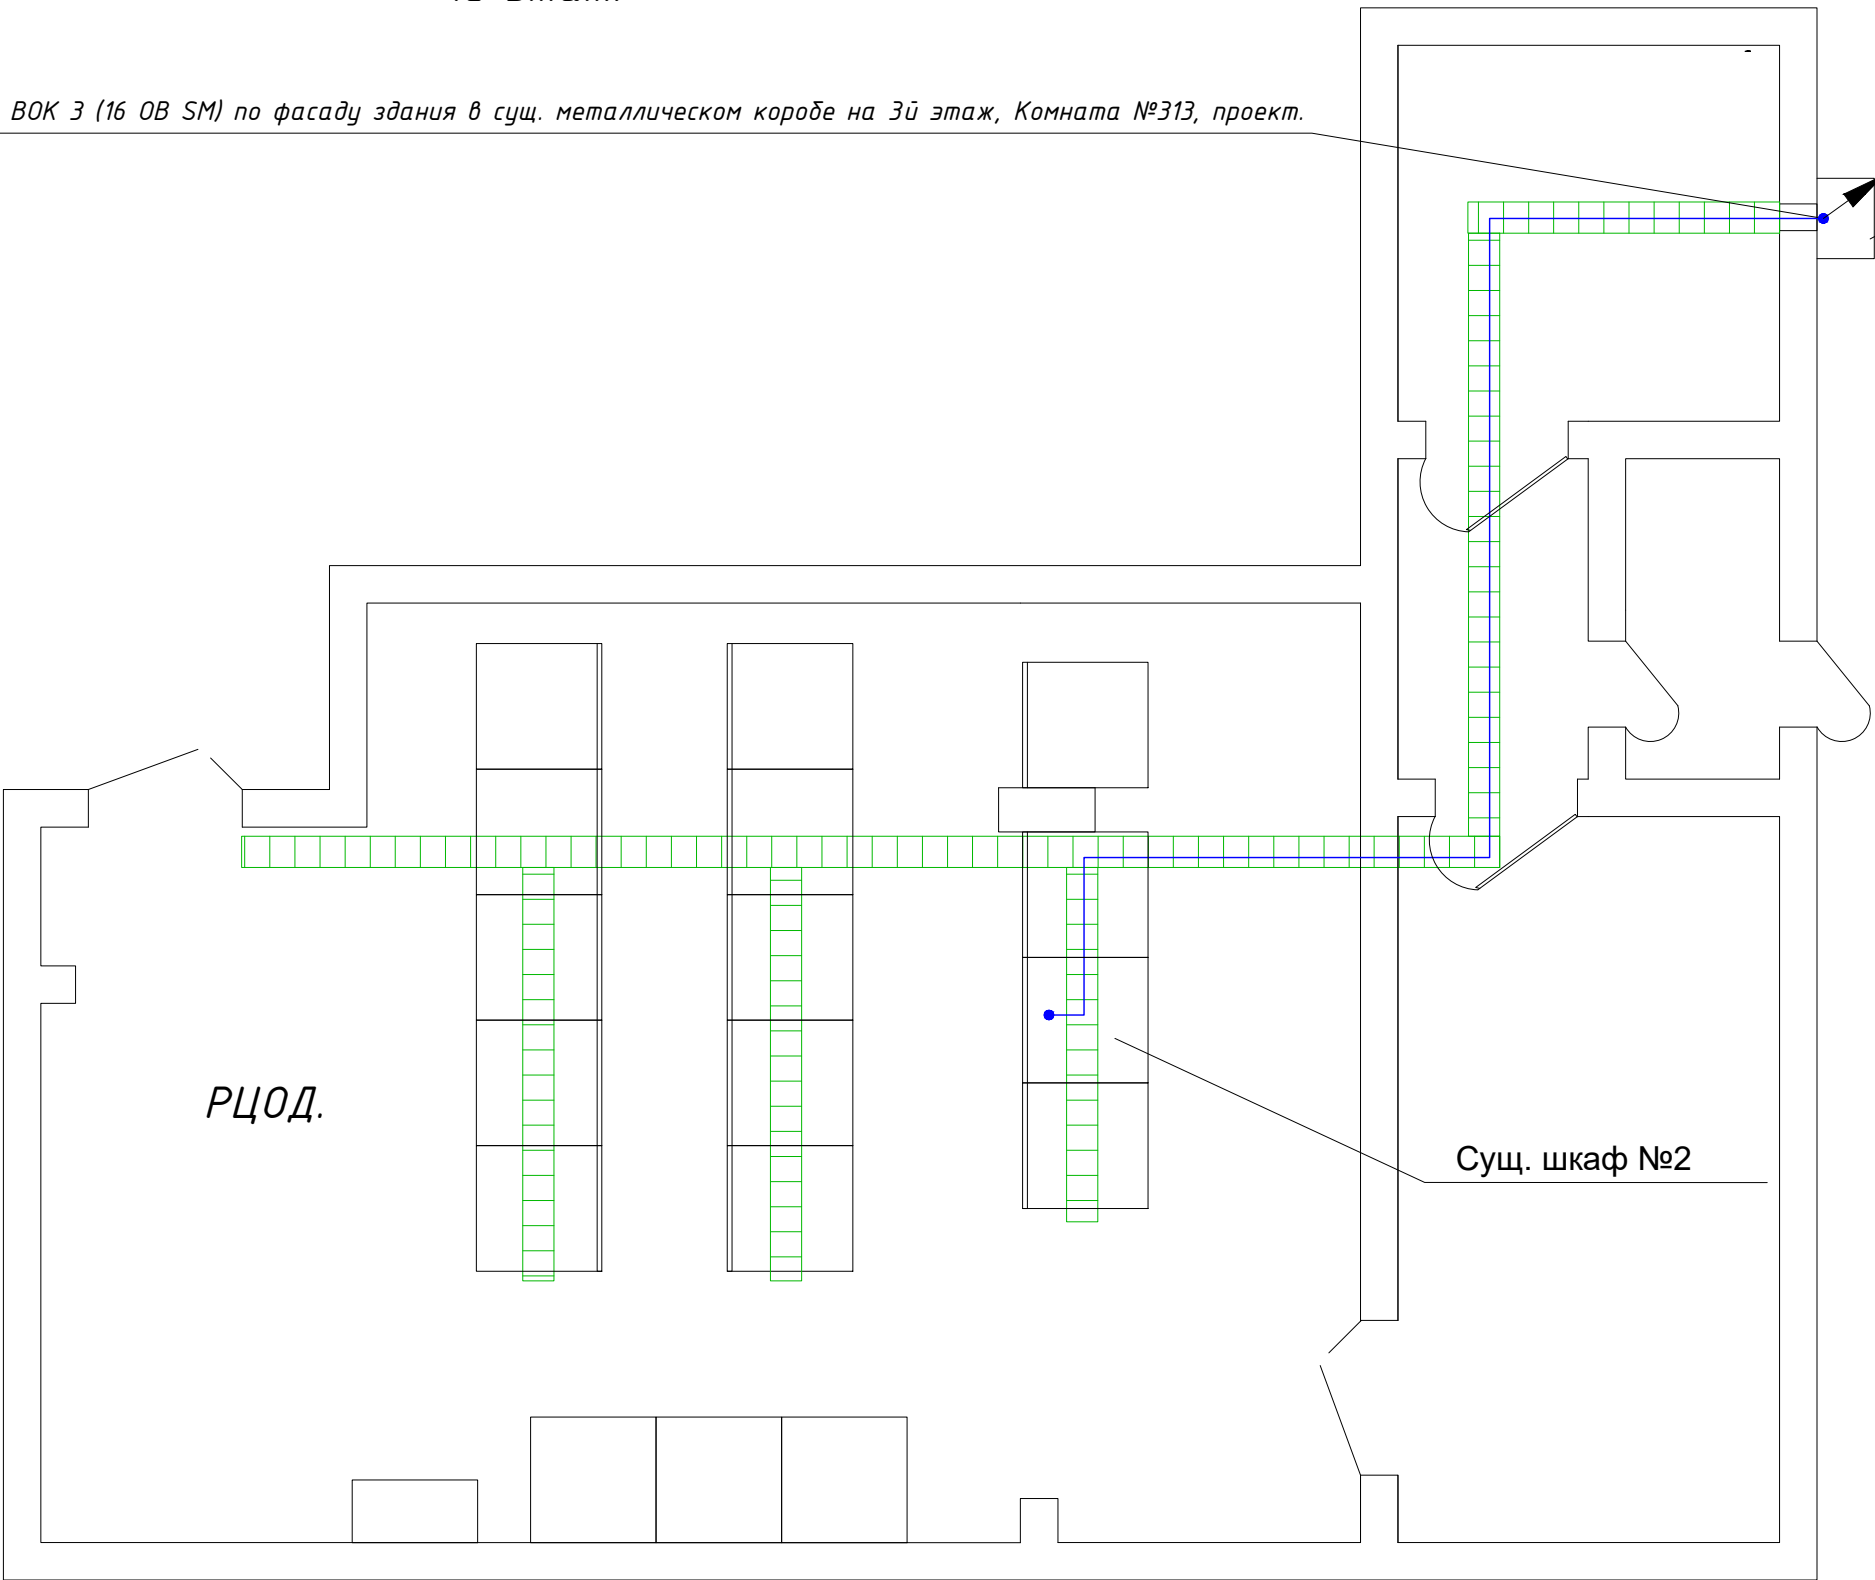 ВОК 3 (16 ОВ SM) по фасаду здания в сущ. металлическом коробе на 3й этаж, Комната №313, проект.
РЦОД.
Сущ. шкаф №2